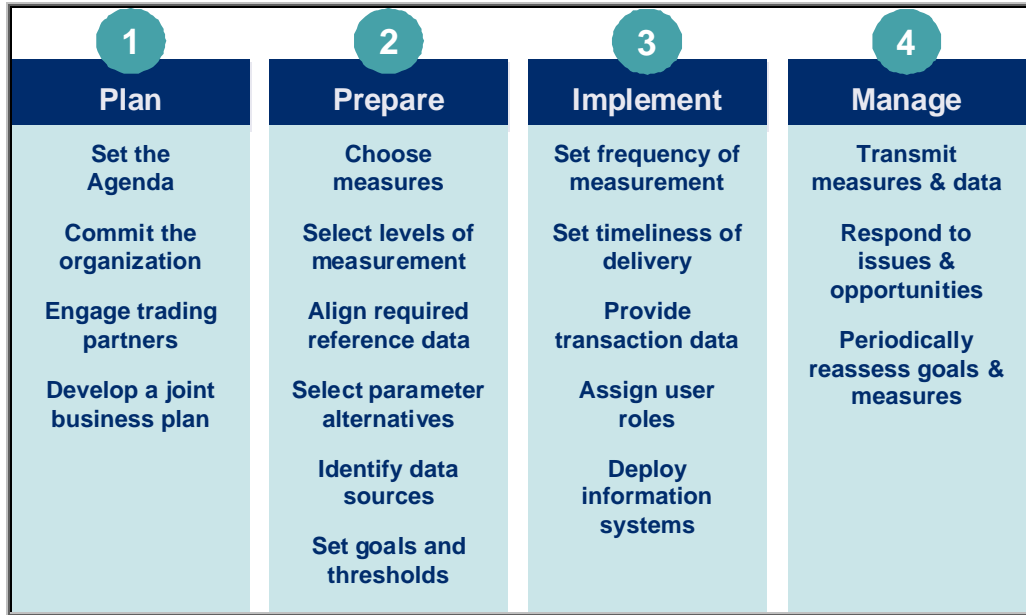 1
Plan
Set the
Agenda
Commit the
organization
Engage trading
partners
Develop a joint
business plan
2
Prepare
Choose
measures
Select levels of
measurement
Align required
reference data
Select parameter
alternatives
Identify data
sources
Set goals and
thresholds
3
Implement
Set frequency of
measurement
Set timeliness of
delivery
Provide
transaction data
Assign user
roles
Deploy
information
systems
4
Manage
Transmit
measures & data
Respond to
issues &
opportunities
Periodically
reassess goals &
measures